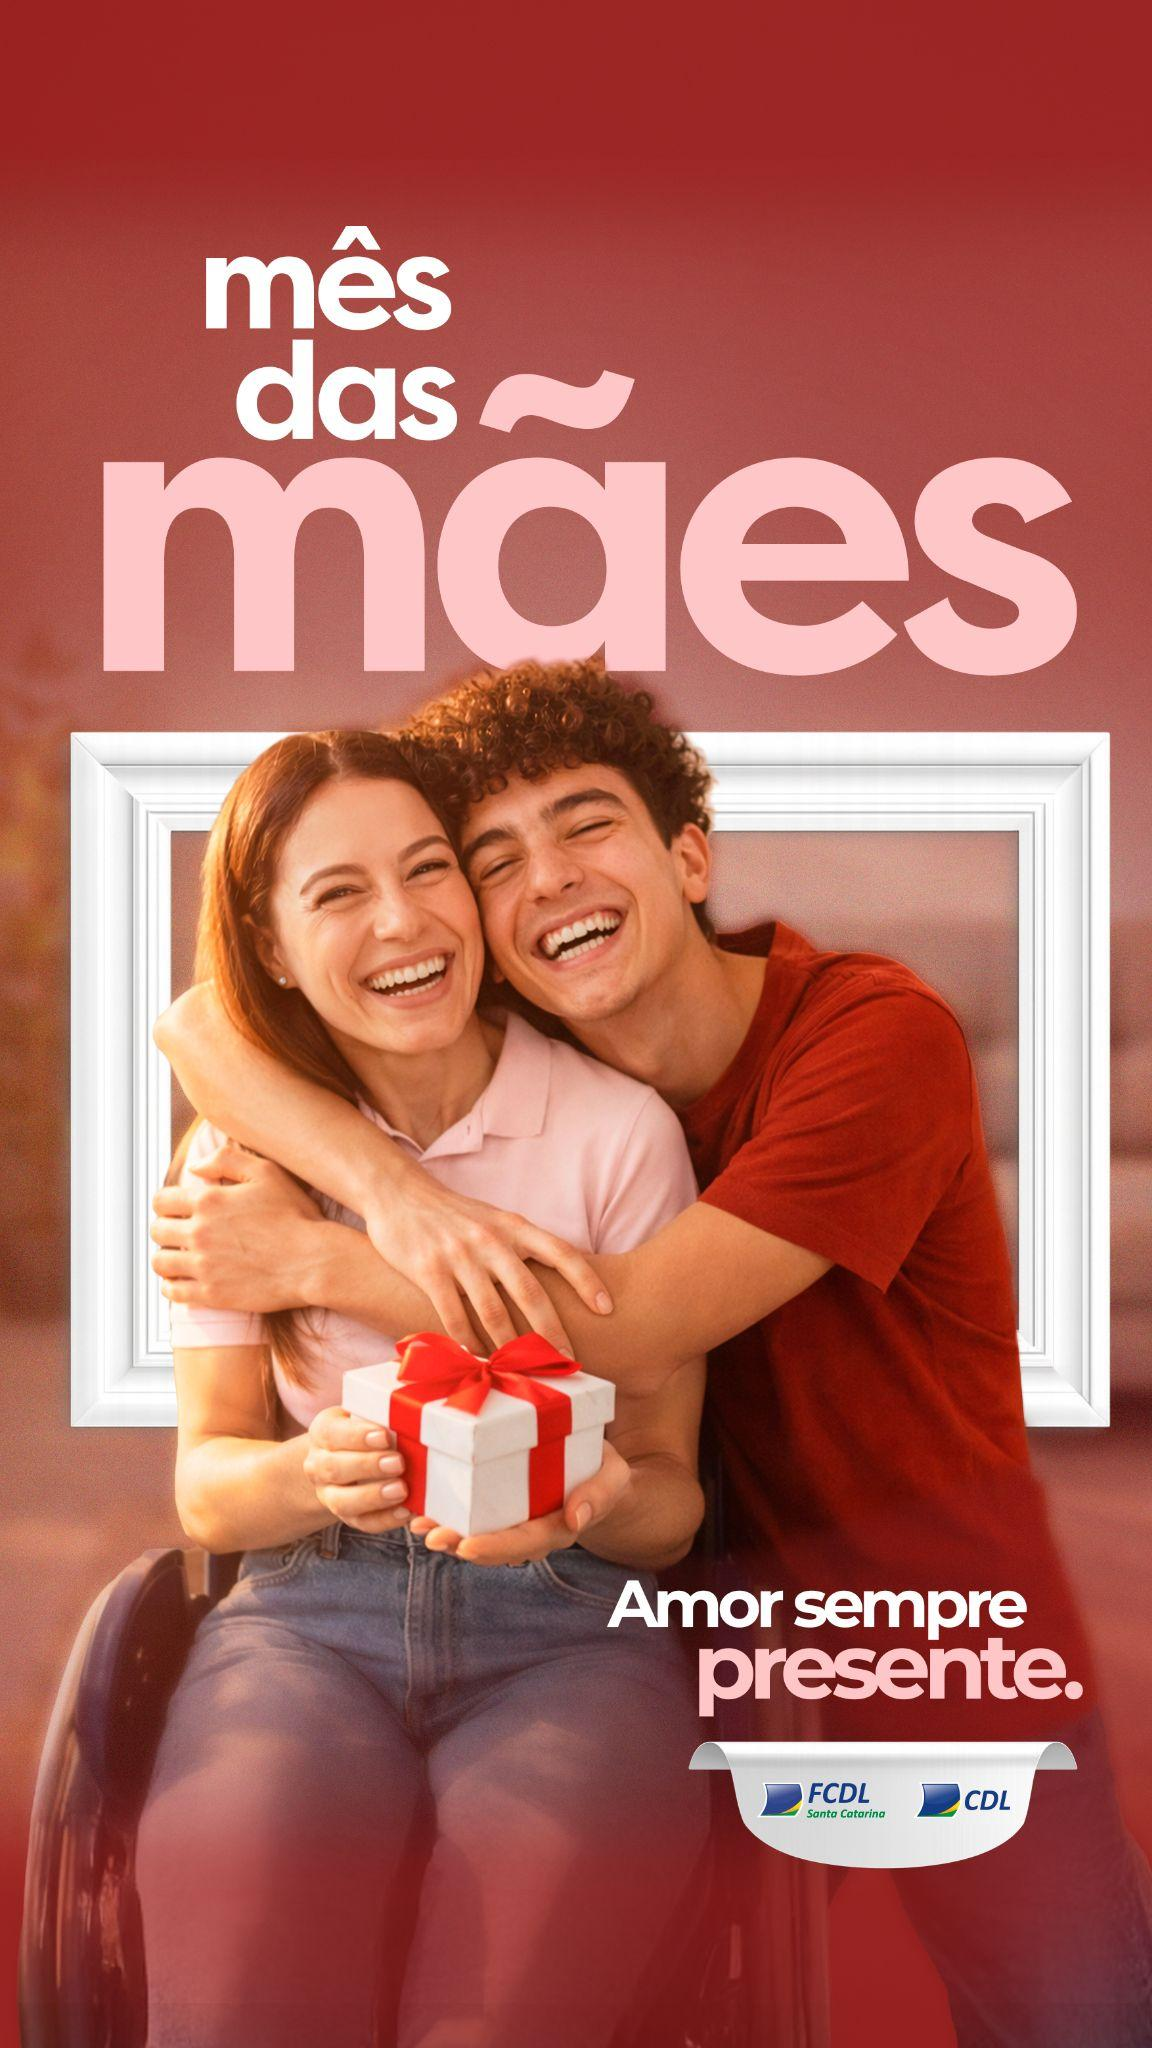 mês
das
mães
Amor sempre
presente.
FCDL
Santa Catarina
CDL